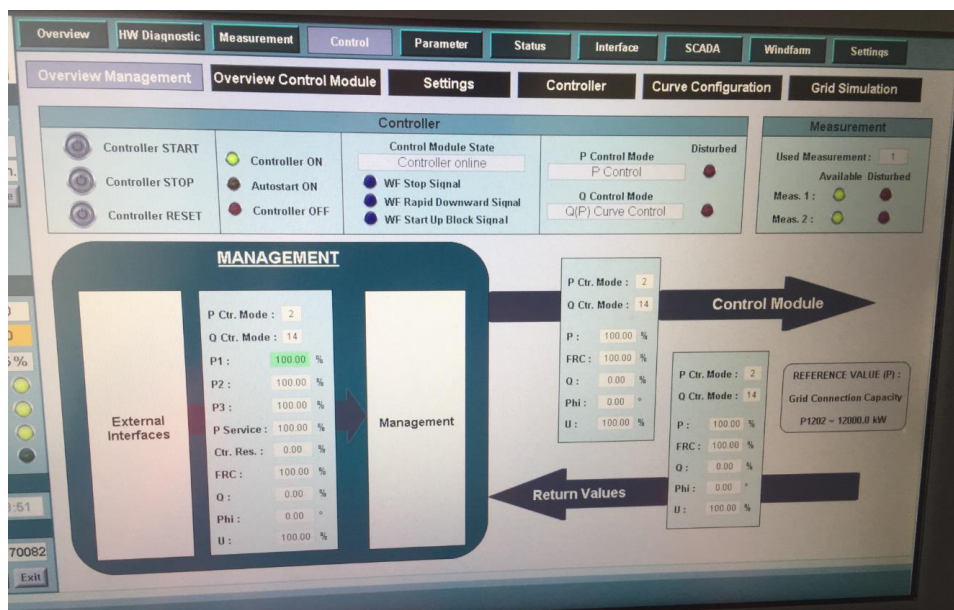 Overview HW Diagnostic Measurement Control Parameter Status Interface SCADA Windfarm Settings
Overview Management Overview Control Module Settings Controller Curve Configuration Grid Simulation
Controller
Controller START
Controller STOP
Controller RESET
Controller ON
Autostart ON
Controller OFF
Control Module State
Controller online
WF Stop Signal
WF Rapid Downward Signal
WF Start Up Block Signal
P Control Mode
P Control
Q Control Mode
Q(P) Curve Control
Disturbed
Measurement
Used Measurement : 1
Available Disturbed
Meas. 1 :
Meas. 2 :
MANAGEMENT
External
Interfaces
P Ctr. Mode : 2
Q Ctr. Mode : 14
P1 : 100.00 %
P2 : 100.00 %
P3 : 100.00 %
P Service : 100.00 %
Ctr. Res. : 0.00 %
FRC : 100.00 %
Q : 0.00 %
Phi : 0.00 °
U : 100.00 %
Management
P Ctr. Mode : 2
Q Ctr. Mode : 14
P : 100.00 %
FRC : 100.00 %
Q : 0.00 %
Phi : 0.00 °
U : 100.00 %
Control Module
P Ctr. Mode : 2
Q Ctr. Mode : 14
P : 100.00 %
FRC : 100.00 %
Q : 0.00 %
Phi : 0.00 °
U : 100.00 %
Return Values
REFERENCE VALUE (P) :
Grid Connection Capacity
P1202 = 12000.0 kW
%
:51
70082
Exit